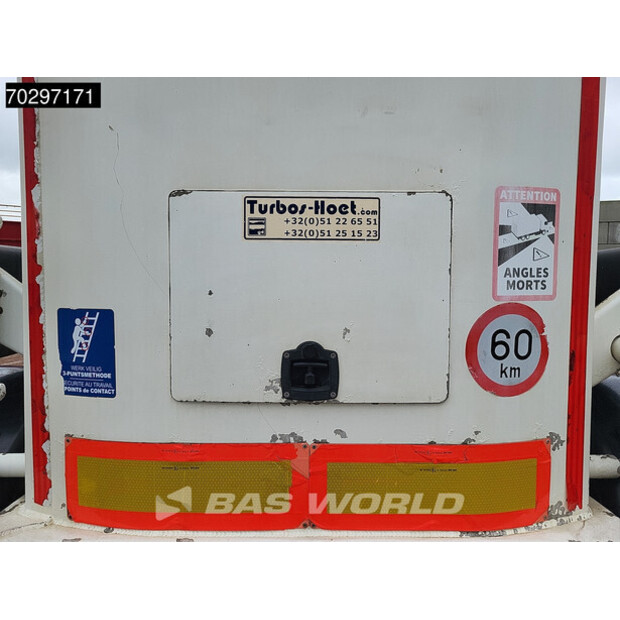 70297171
Turbos-Hoet.com
+32(0)51 22 65 51
+32(0)51 25 15 23
ATTENTION
ANGLES
MORTS
60
km
WERK VEILIG
3-PUNTSMETHODE
SECURITE AU TRAVAIL
POINTS de CONTACT
BAS WORLD